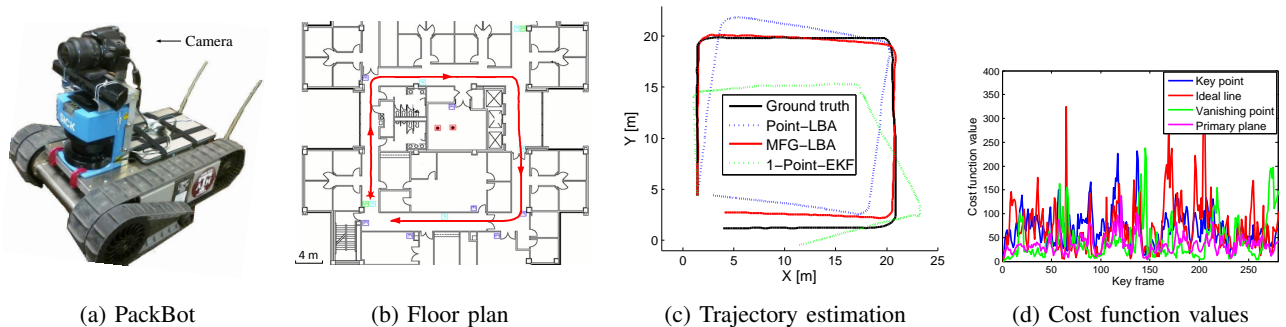 Camera
SICK
4 m
Y [m]
20
15
10
5
0
Ground truth
Point−LBA
MFG−LBA
1−Point−EKF
0 5 10 15 20 25
X [m]
Cost function value
400
350
300
250
200
150
100
50
0
Key point
Ideal line
Vanishing point
Primary plane
0 50 100 150 200 250
Key frame
(a) PackBot
(b) Floor plan
(c) Trajectory estimation
(d) Cost function values